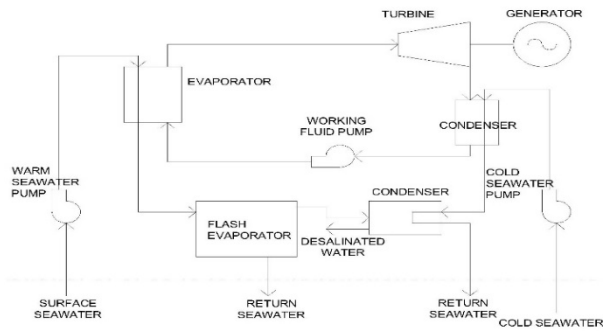 TURBINE
GENERATOR
EVAPORATOR
WORKING
FLUID PUMP
CONDENSER
WARM
SEAWATER
PUMP
CONDENSER
COLD
SEAWATER
PUMP
FLASH
EVAPORATOR
DESALINATED
WATER
SURFACE
SEAWATER
RETURN
SEAWATER
RETURN
SEAWATER
COLD SEAWATER